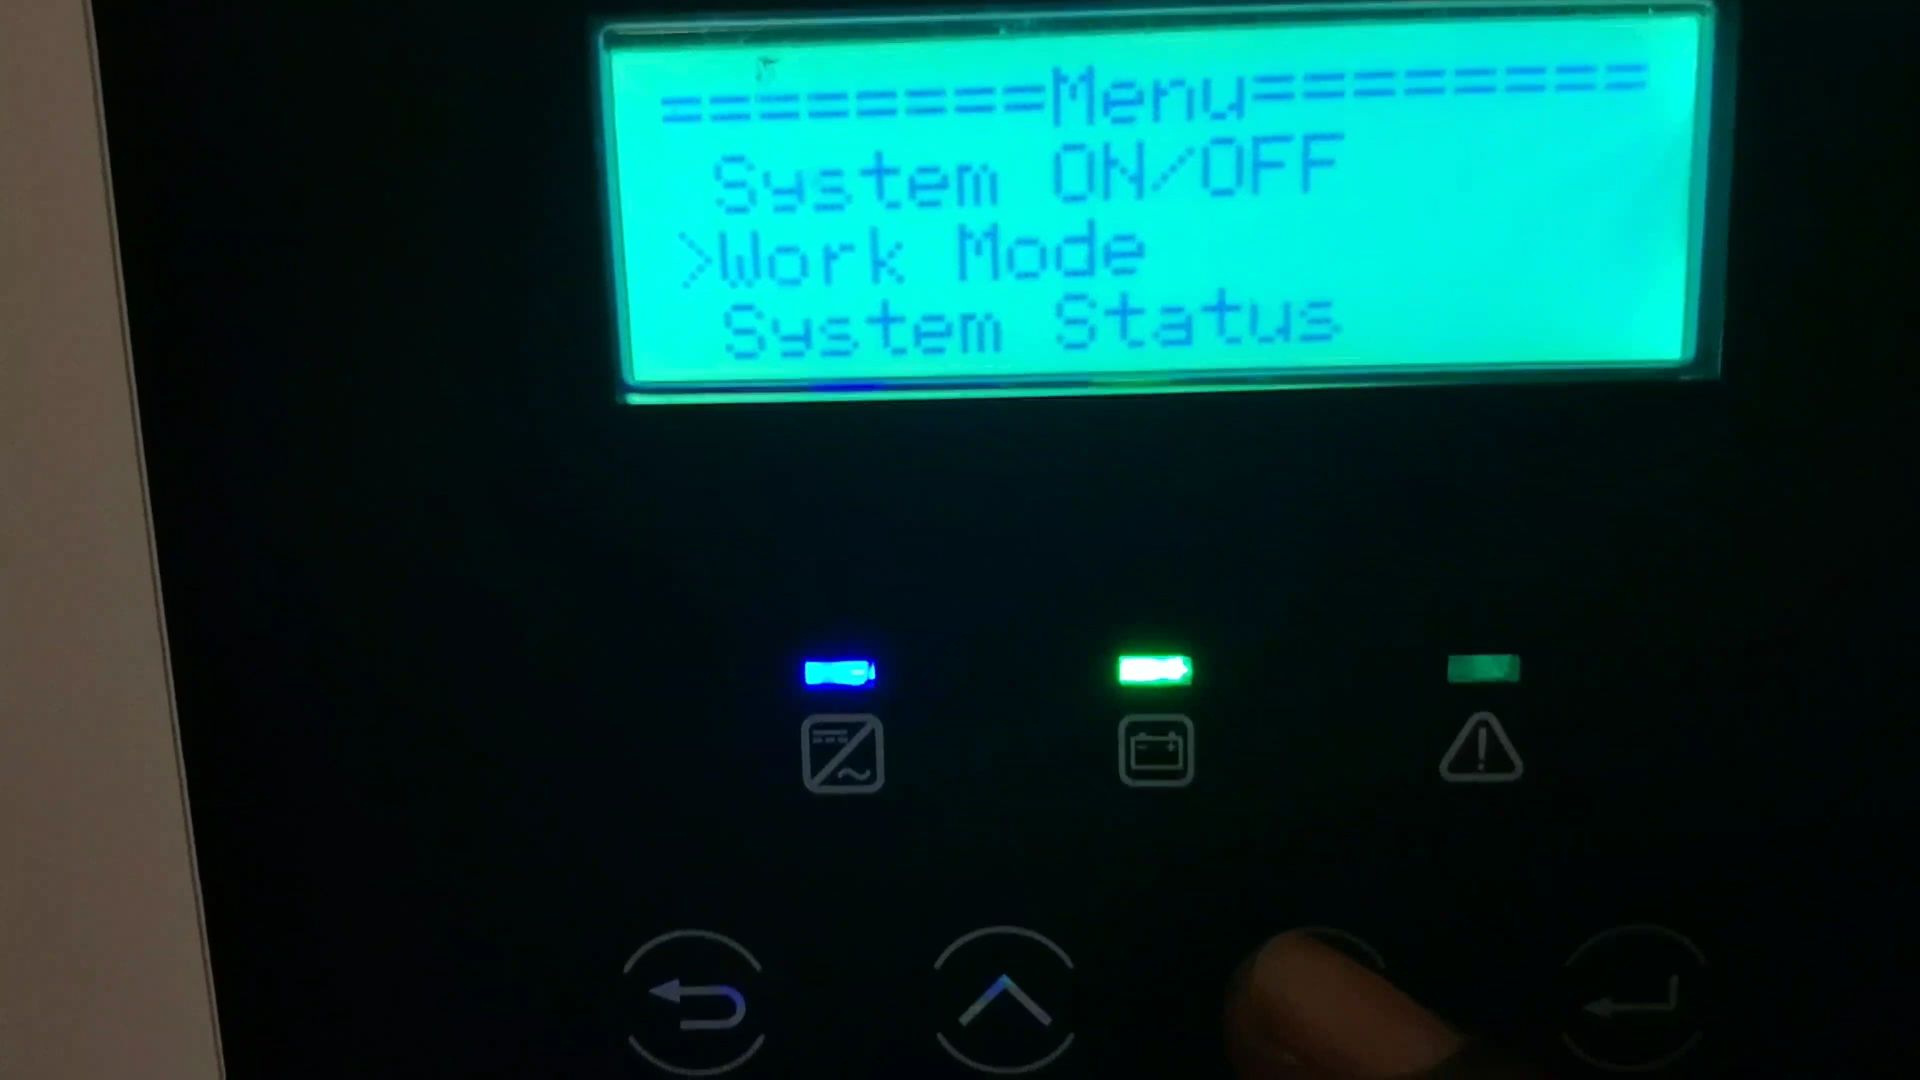 ========Menu========
System ON/OFF
>Work Mode
System Status